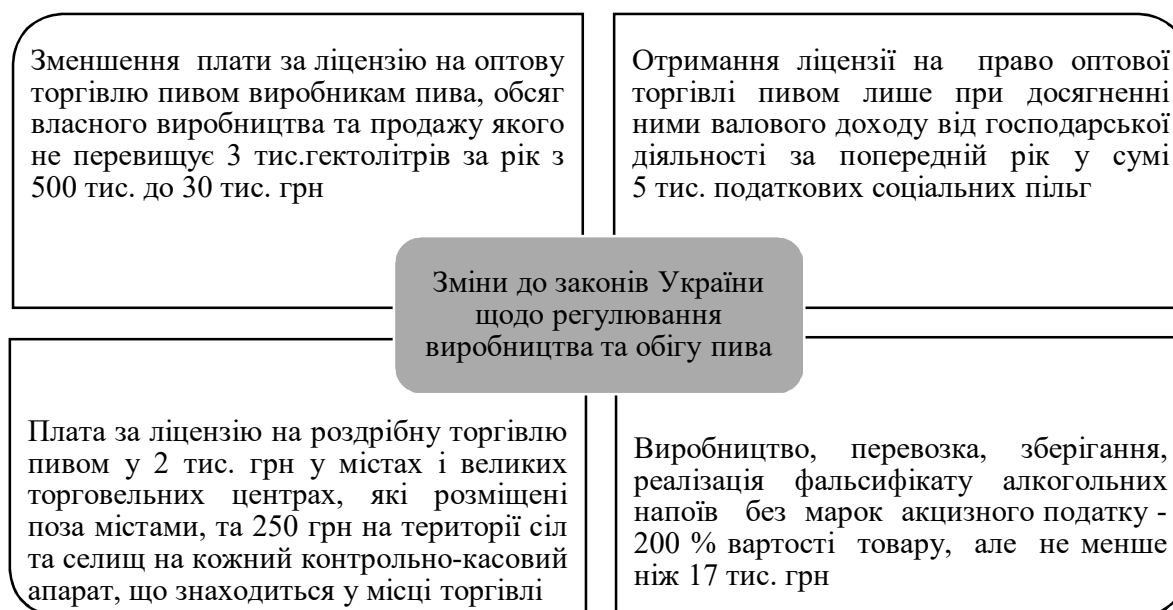 Зменшення плати за ліцензію на оптову
торгівлю пивом виробникам пива, обсяг
власного виробництва та продажу якого
не перевищує 3 тис.гектолітрів за рік з
500 тис. до 30 тис. грн
Отримання ліцензії на право оптової
торгівлі пивом лише при досягненні
ними валового доходу від господарської
діяльності за попередній рік у сумі
5 тис. податкових соціальних пільг
Зміни до законів України
щодо регулювання
виробництва та обігу пива
Плата за ліцензію на роздрібну торгівлю
пивом у 2 тис. грн у містах і великих
торговельних центрах, які розміщені
поза містами, та 250 грн на території сіл
та селищ на кожний контрольно-касовий
апарат, що знаходиться у місці торгівлі
Виробництво, перевозка, зберігання,
реалізація фальсифікату алкогольних
напоїв без марок акцизного податку -
200 % вартості товару, але не менше
ніж 17 тис. грн